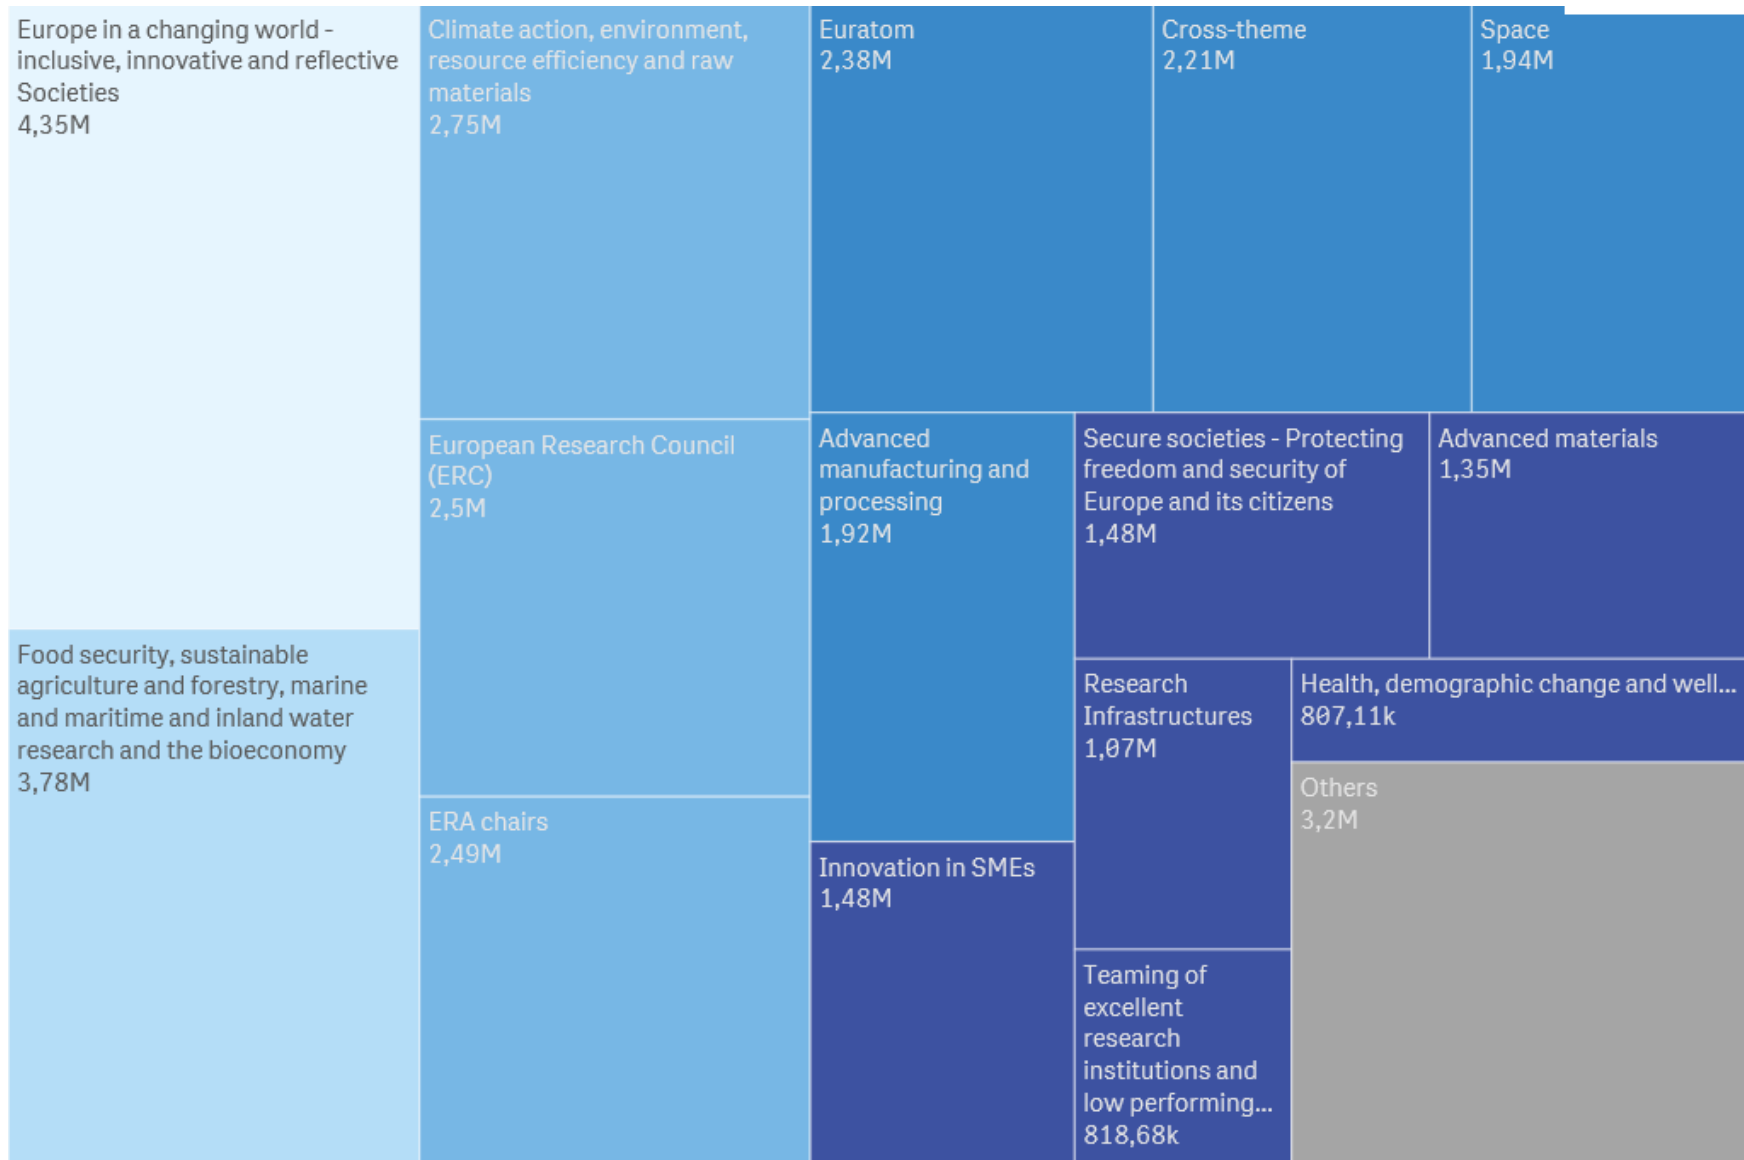 Europe in a changing world -
inclusive, innovative and reflective
Societies
4,35M
Food security, sustainable
agriculture and forestry, marine
and maritime and inland water
research and the bioeconomy
3,78M
Climate action, environment,
resource efficiency and raw
materials
2,75M
European Research Council
(ERC)
2,5M
ERA chairs
2,49M
Euratom
2,38M
Cross-theme
2,21M
Space
1,94M
Advanced
manufacturing and
processing
1,92M
Innovation in SMEs
1,48M
Secure societies - Protecting
freedom and security of
Europe and its citizens
1,48M
Advanced materials
1,35M
Research
Infrastructures
1,07M
Teaming of
excellent
research
institutions and
low performing...
818,68k
Health, demographic change and well...
807,11k
Others
3,2M